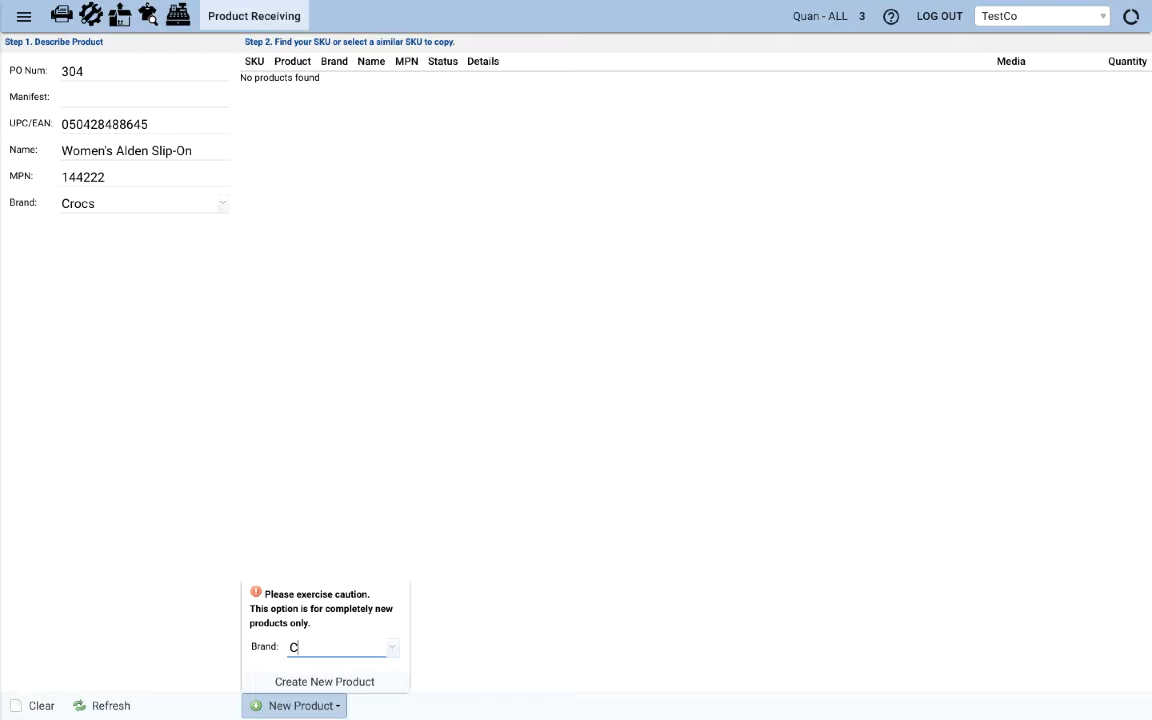 Product Receiving
Quan - ALL 3 LOG OUT TestCo
Step 1. Describe Product
PO Num: 304
Manifest:
UPC/EAN: 050428488645
Name: Women's Alden Slip-On
MPN: 144222
Brand: Crocs
Step 2. Find your SKU or select a similar SKU to copy.
SKU Product Brand Name MPN Status Details Media Quantity
No products found
Please exercise caution.
This option is for completely new
products only.
Brand: C
Create New Product
Clear Refresh New Product